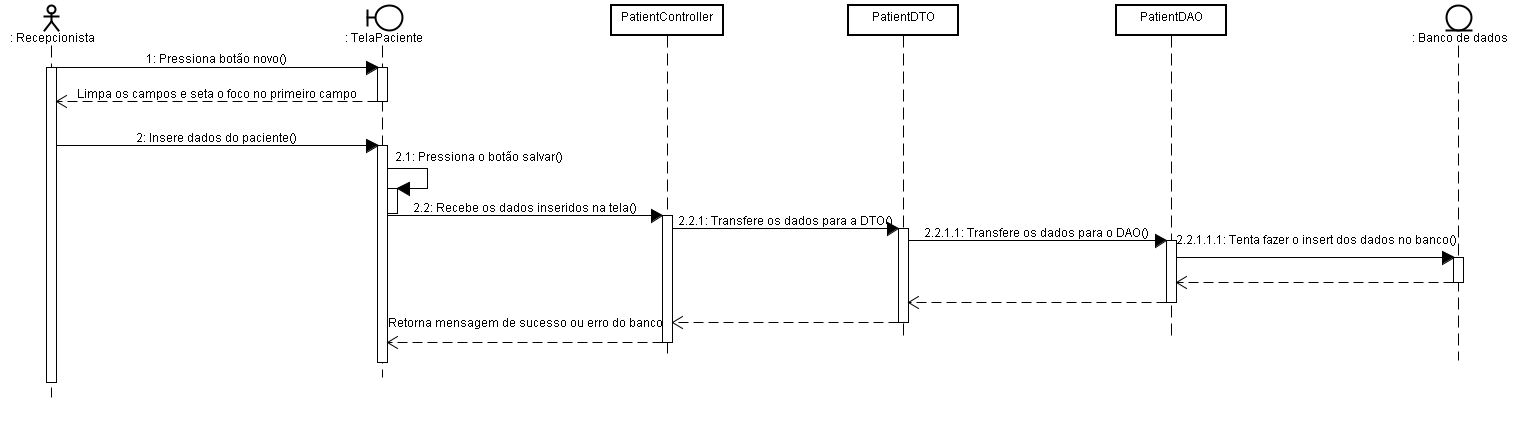 : Recepcionista
: TelaPaciente
PatientController
PatientDTO
PatientDAO
: Banco de dados
1: Pressiona botão novo()
Limpa os campos e seta o foco no primeiro campo
2: Insere dados do paciente()
2.1: Pressiona o botão salvar()
2.2: Recebe os dados inseridos na tela()
2.2.1: Transfere os dados para a DTO()
2.2.1.1: Transfere os dados para o DAO()
2.2.1.1.1: Tenta fazer o insert dos dados no banco()
Retorna mensagem de sucesso ou erro do banco